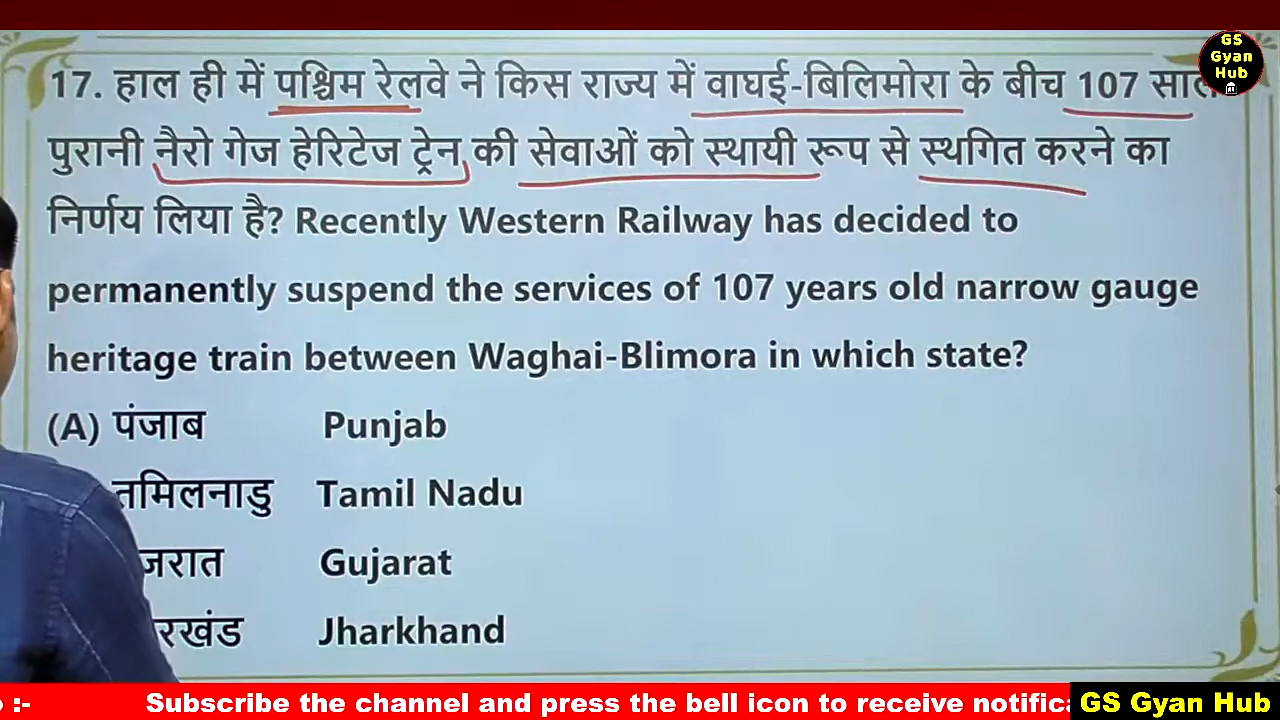 GS
Gyan
Hub
17. हाल ही में पश्चिम रेलवे ने किस राज्य में वाघई-बिलिमोरा के बीच 107 साल
पुरानी नैरो गेज हेरिटेज ट्रेन की सेवाओं को स्थायी रूप से स्थगित करने का
निर्णय लिया है? Recently Western Railway has decided to
permanently suspend the services of 107 years old narrow gauge
heritage train between Waghai-Blimora in which state?
(A) पंजाब Punjab
तमिलनाडु Tamil Nadu
जरात Gujarat
रखंड Jharkhand
:- Subscribe the channel and press the bell icon to receive notifica
GS Gyan Hub